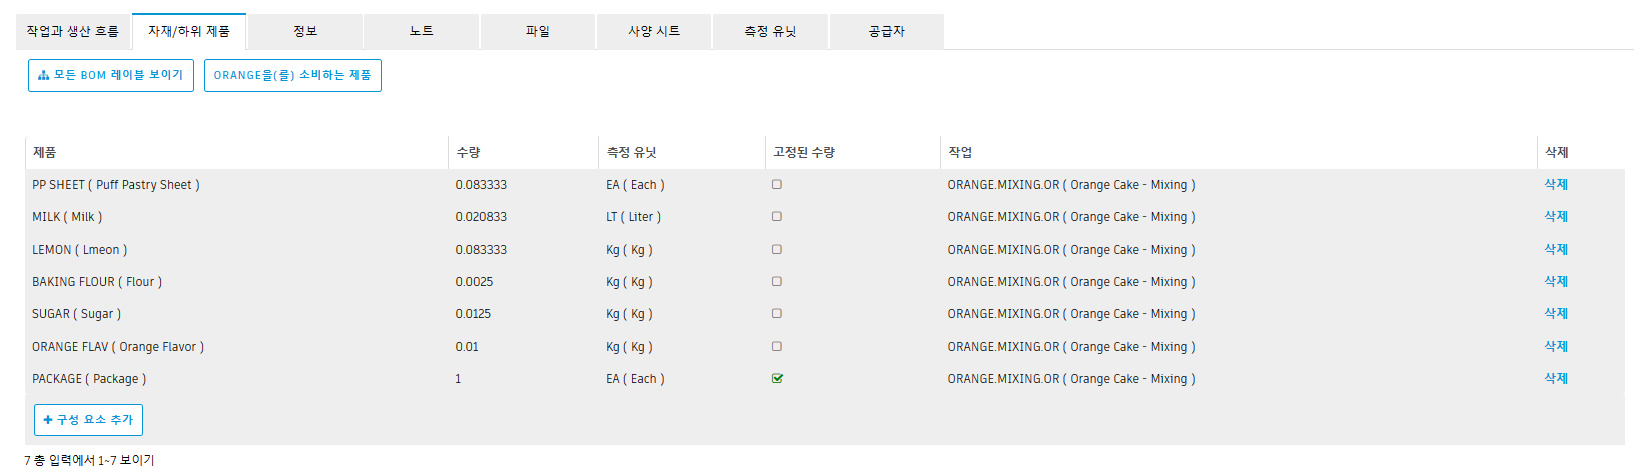 작업과 생산 흐름 자재/하위 제품 정보 노트 파일 사양 시트 측정 유닛 공급자
모든 BOM 레이블 보이기 ORANGE을(를) 소비하는 제품
제품 수량 측정 유닛 고정된 수량 작업 삭제
PP SHEET ( Puff Pastry Sheet ) 0.083333 EA ( Each ) ORANGE.MIXING.OR ( Orange Cake - Mixing ) 삭제
MILK ( Milk ) 0.020833 LT ( Liter ) ORANGE.MIXING.OR ( Orange Cake - Mixing ) 삭제
LEMON ( Lmeon ) 0.083333 Kg ( Kg ) ORANGE.MIXING.OR ( Orange Cake - Mixing ) 삭제
BAKING FLOUR ( Flour ) 0.0025 Kg ( Kg ) ORANGE.MIXING.OR ( Orange Cake - Mixing ) 삭제
SUGAR ( Sugar ) 0.0125 Kg ( Kg ) ORANGE.MIXING.OR ( Orange Cake - Mixing ) 삭제
ORANGE FLAV ( Orange Flavor ) 0.01 Kg ( Kg ) ORANGE.MIXING.OR ( Orange Cake - Mixing ) 삭제
PACKAGE ( Package ) 1 EA ( Each ) ORANGE.MIXING.OR ( Orange Cake - Mixing ) 삭제
+ 구성 요소 추가
7 총 입력에서 1~7 보이기